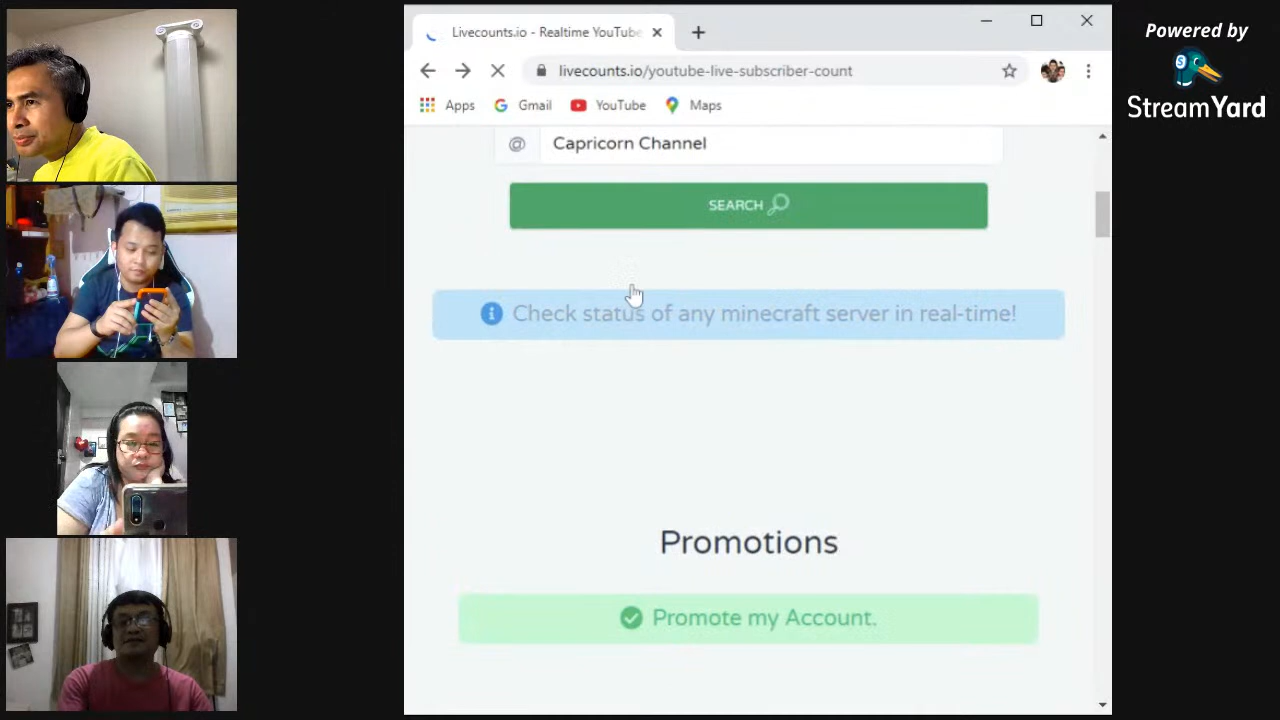 Livecounts.io - Realtime YouTube
livecounts.io/youtube-live-subscriber-count
Apps Gmail YouTube Maps
@ Capricorn Channel
SEARCH
Check status of any minecraft server in real-time!
Promotions
Promote my Account.
Powered by
StreamYard